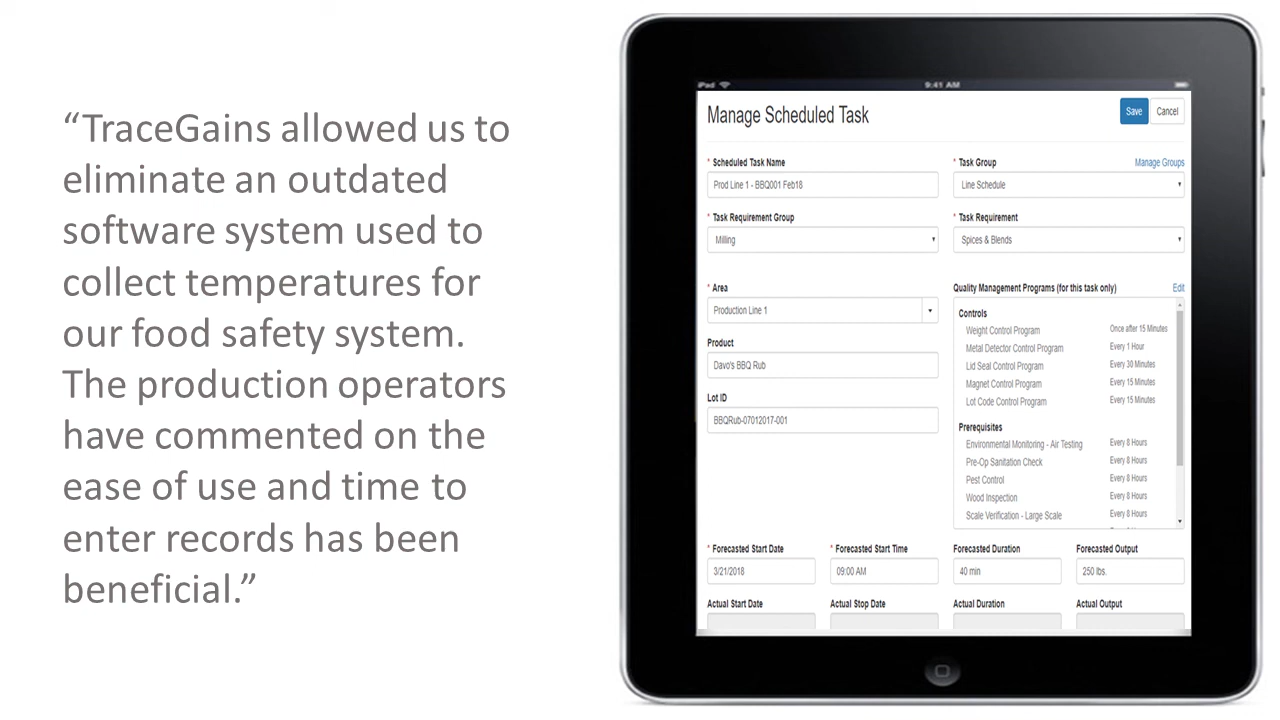 “TraceGains allowed us to
eliminate an outdated
software system used to
collect temperatures for
our food safety system.
The production operators
have commented on the
ease of use and time to
enter records has been
beneficial.”
iPad 9:41 AM
Manage Scheduled Task Save Cancel
* Scheduled Task Name
Prod Line 1 - BBQ001 Feb18
* Task Group Manage Groups
Line Schedule
* Task Requirement Group
Milling
* Task Requirement
Spices & Blends
* Area
Production Line 1
Product
Davo's BBQ Rub
Lot ID
BBQRub-07012017-001
Quality Management Programs (for this task only) Edit
Controls
Weight Control Program Once after 15 Minutes
Metal Detector Control Program Every 1 Hour
Lid Seal Control Program Every 30 Minutes
Magnet Control Program Every 15 Minutes
Lot Code Control Program Every 15 Minutes
Prerequisites
Environmental Monitoring - Air Testing Every 8 Hours
Pre-Op Sanitation Check Every 8 Hours
Pest Control Every 8 Hours
Wood Inspection Every 8 Hours
Scale Verification - Large Scale Every 8 Hours
* Forecasted Start Date * Forecasted Start Time Forecasted Duration Forecasted Output
3/21/2018 09:00 AM 40 min 250 lbs.
Actual Start Date Actual Stop Date Actual Duration Actual Output